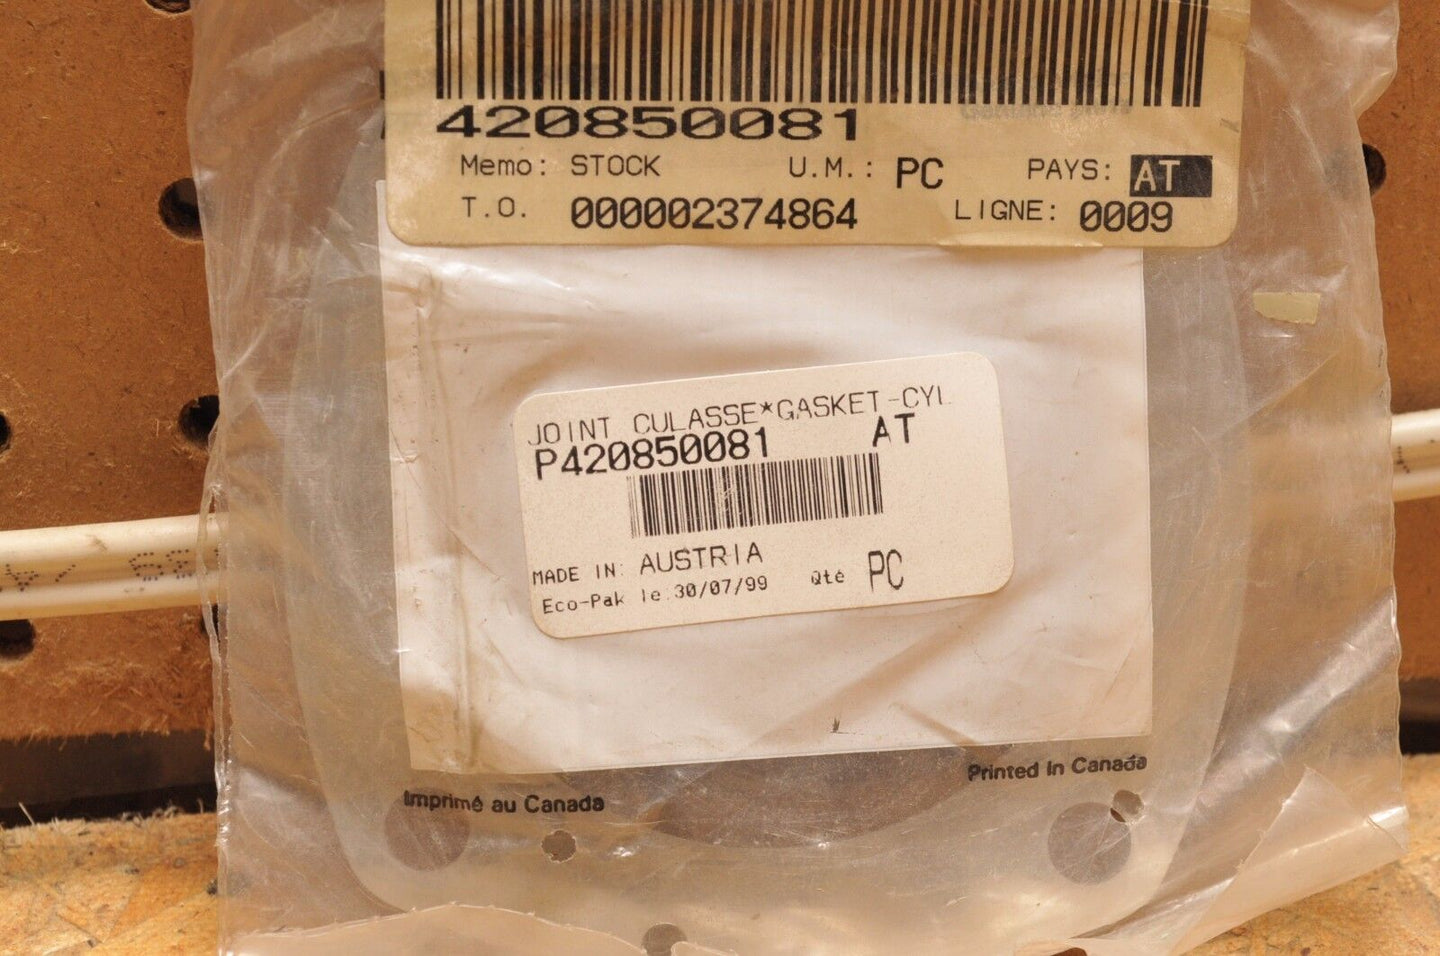 420850081
Memo: STOCK U.M.: PC PAYS: AT
T.O. 000002374864 LIGNE: 0009
JOINT CULASSE*GASKET-CYL
P420850081 AT
MADE IN: AUSTRIA
Eco-Pak le.30/07/99 Qté PC
Printed in Canada
Imprimé au Canada